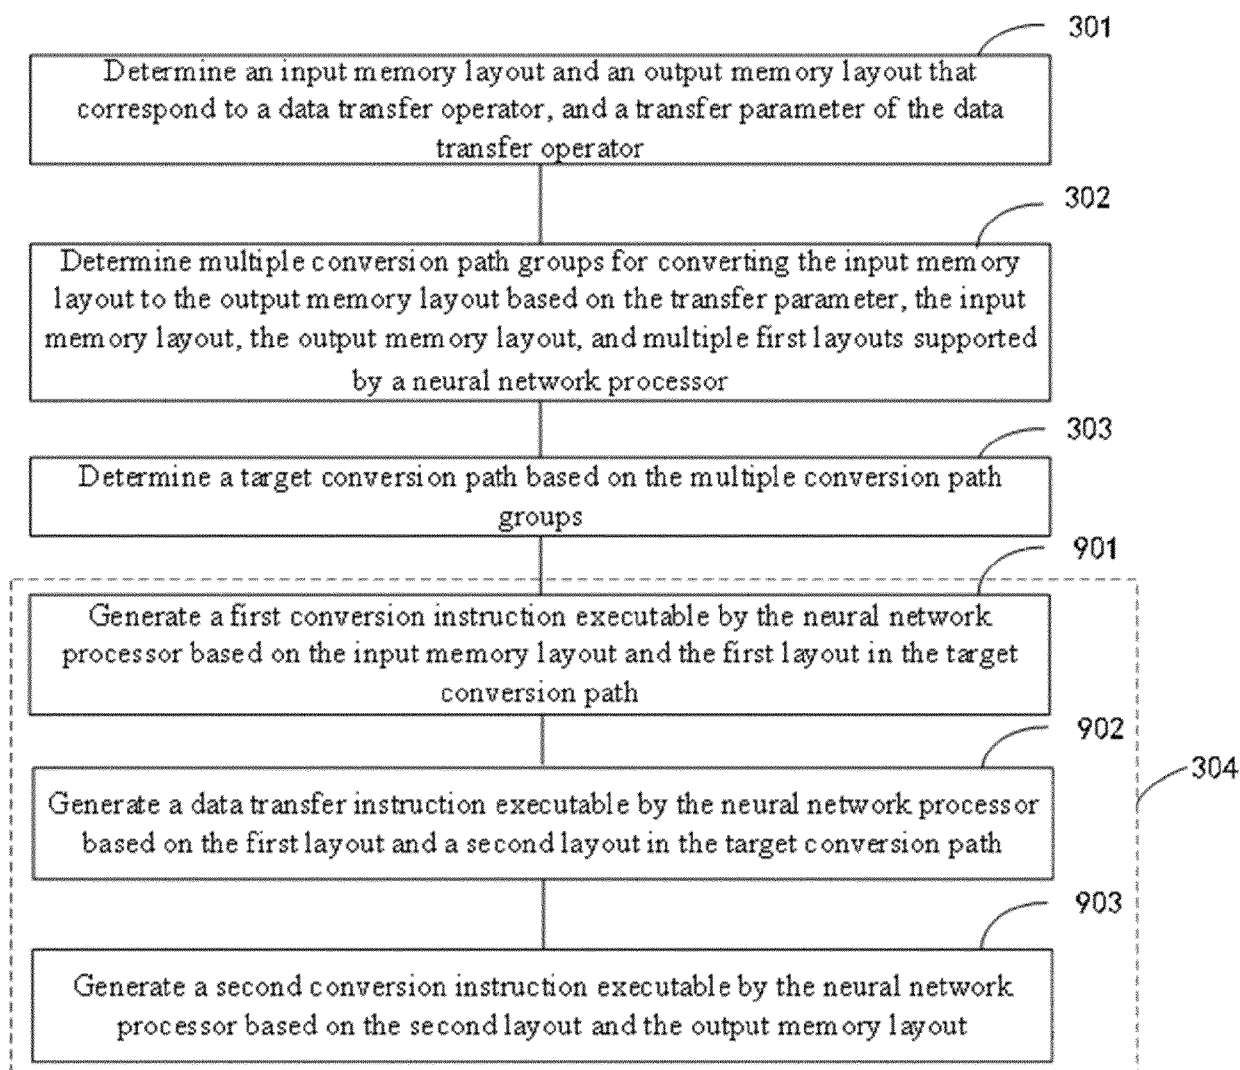 301
Determine an input memory layout and an output memory layout that
correspond to a data transfer operator, and a transfer parameter of the data
transfer operator
302
Determine multiple conversion path groups for converting the input memory
layout to the output memory layout based on the transfer parameter, the input
memory layout, the output memory layout, and multiple first layouts supported
by a neural network processor
303
Determine a target conversion path based on the multiple conversion path
groups
901
Generate a first conversion instruction executable by the neural network
processor based on the input memory layout and the first layout in the target
conversion path
902
304
Generate a data transfer instruction executable by the neural network processor
based on the first layout and a second layout in the target conversion path
903
Generate a second conversion instruction executable by the neural network
processor based on the second layout and the output memory layout